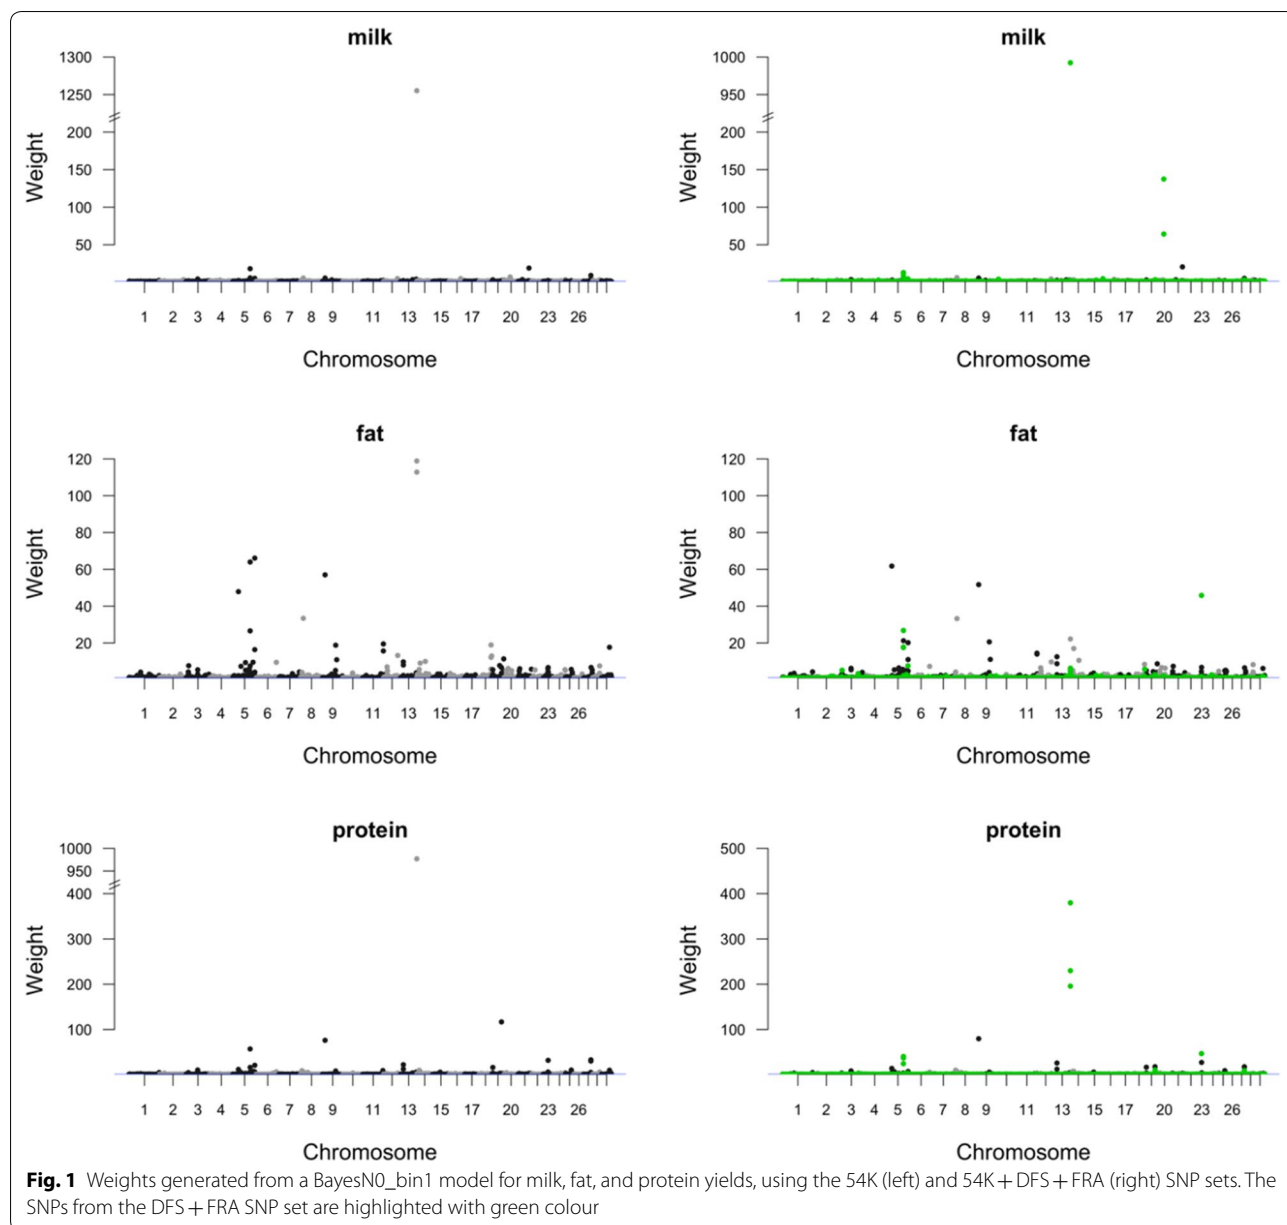 milk
1300
1250
200
150
100
50
Weight
1 2 3 4 5 6 7 8 9 11 13 15 17 20 23 26
Chromosome
milk
1000
950
200
150
100
50
Weight
1 2 3 4 5 6 7 8 9 11 13 15 17 20 23 26
Chromosome
fat
120
100
80
60
40
20
Weight
1 2 3 4 5 6 7 8 9 11 13 15 17 20 23 26
Chromosome
fat
120
100
80
60
40
20
Weight
1 2 3 4 5 6 7 8 9 11 13 15 17 20 23 26
Chromosome
protein
1000
950
400
300
200
100
Weight
1 2 3 4 5 6 7 8 9 11 13 15 17 20 23 26
Chromosome
protein
500
400
300
200
100
Weight
1 2 3 4 5 6 7 8 9 11 13 15 17 20 23 26
Chromosome
Fig. 1 Weights generated from a BayesN0_bin1 model for milk, fat, and protein yields, using the 54K (left) and 54K + DFS + FRA (right) SNP sets. The
SNPs from the DFS + FRA SNP set are highlighted with green colour